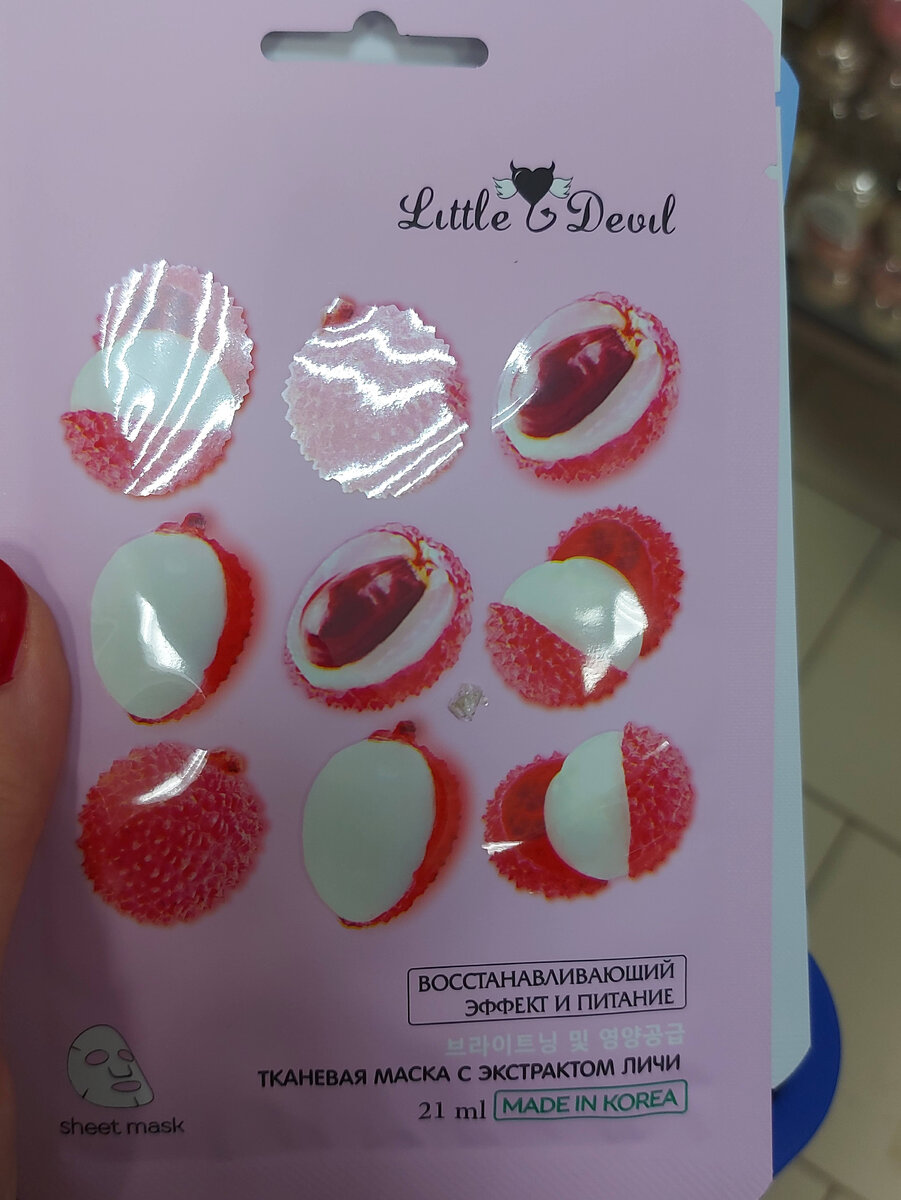 Little Devil
ВОССТАНАВЛИВАЮЩИЙ
ЭФФЕКТ И ПИТАНИЕ
브라이트닝 및 영양공급
ТКАНЕВАЯ МАСКА С ЭКСТРАКТОМ ЛИЧИ
21 ml MADE IN KOREA
sheet mask